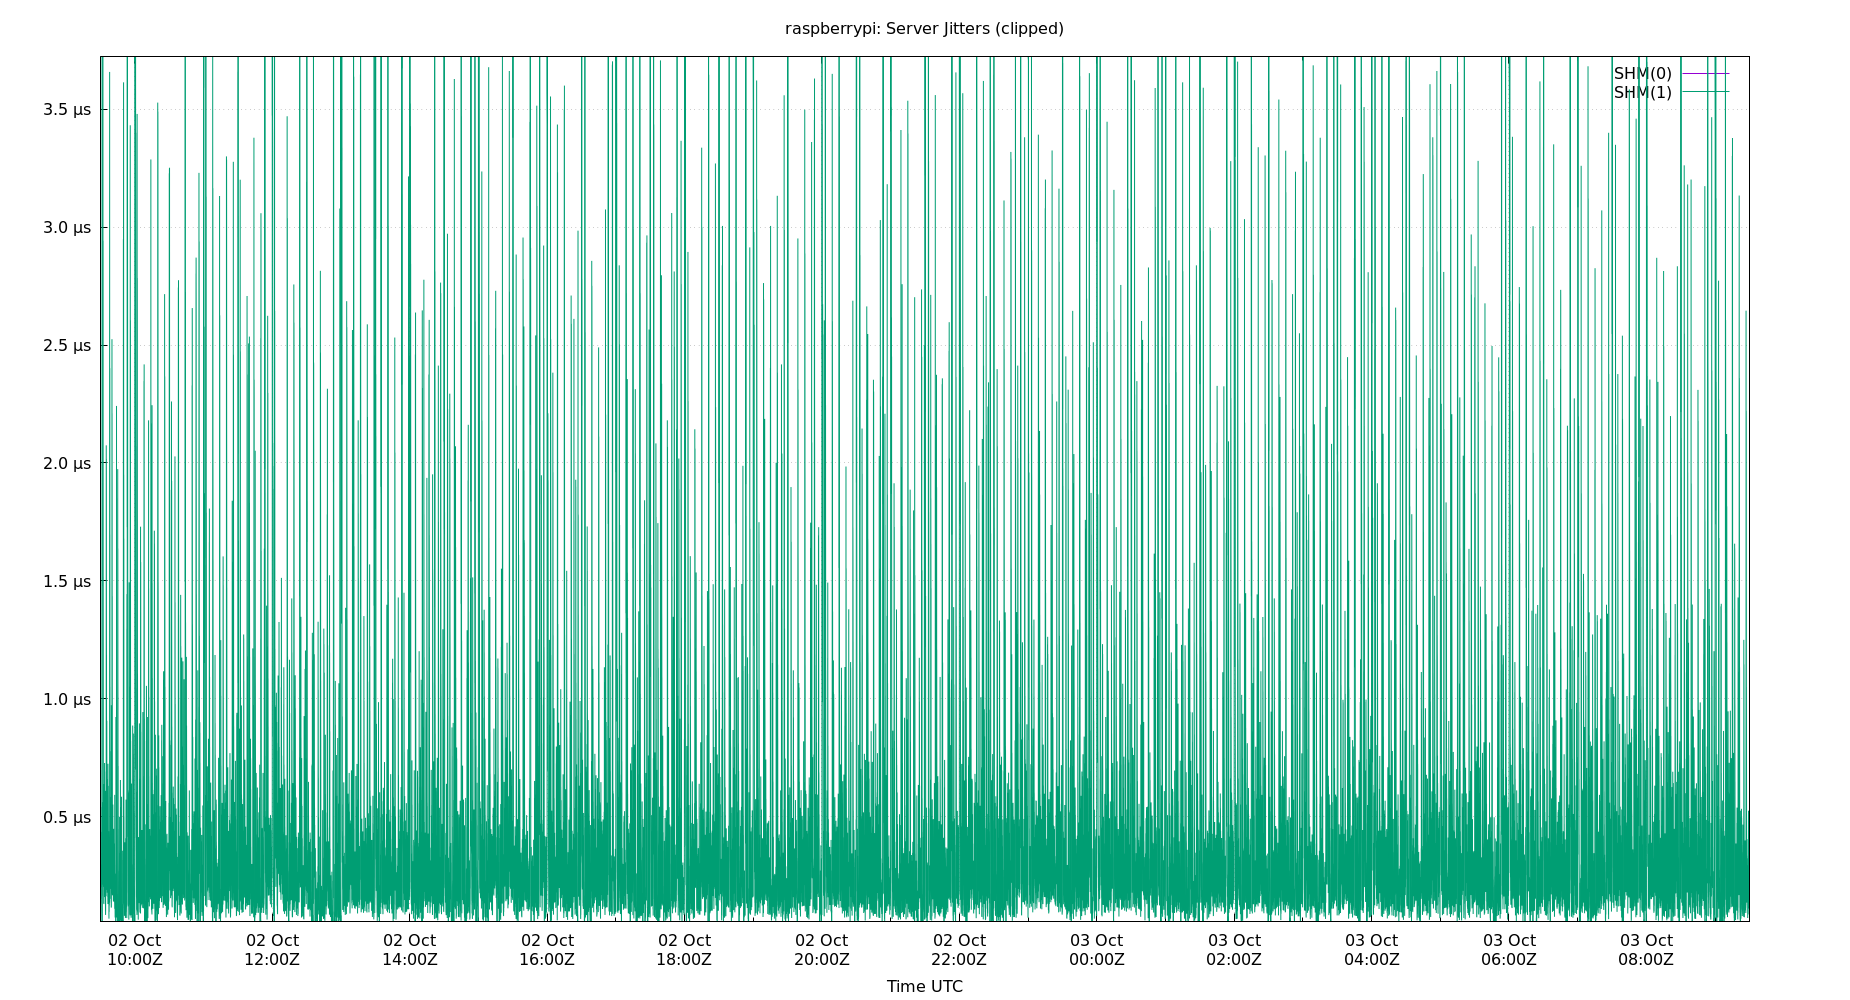 raspberrypi: Server Jitters (clipped)
SHM(0)
SHM(1)
3.5 µs
3.0 µs
2.5 µs
2.0 µs
1.5 µs
1.0 µs
0.5 µs
02 Oct 02 Oct 02 Oct 02 Oct 02 Oct 02 Oct 02 Oct 03 Oct 03 Oct 03 Oct 03 Oct 03 Oct
10:00Z 12:00Z 14:00Z 16:00Z 18:00Z 20:00Z 22:00Z 00:00Z 02:00Z 04:00Z 06:00Z 08:00Z
Time UTC